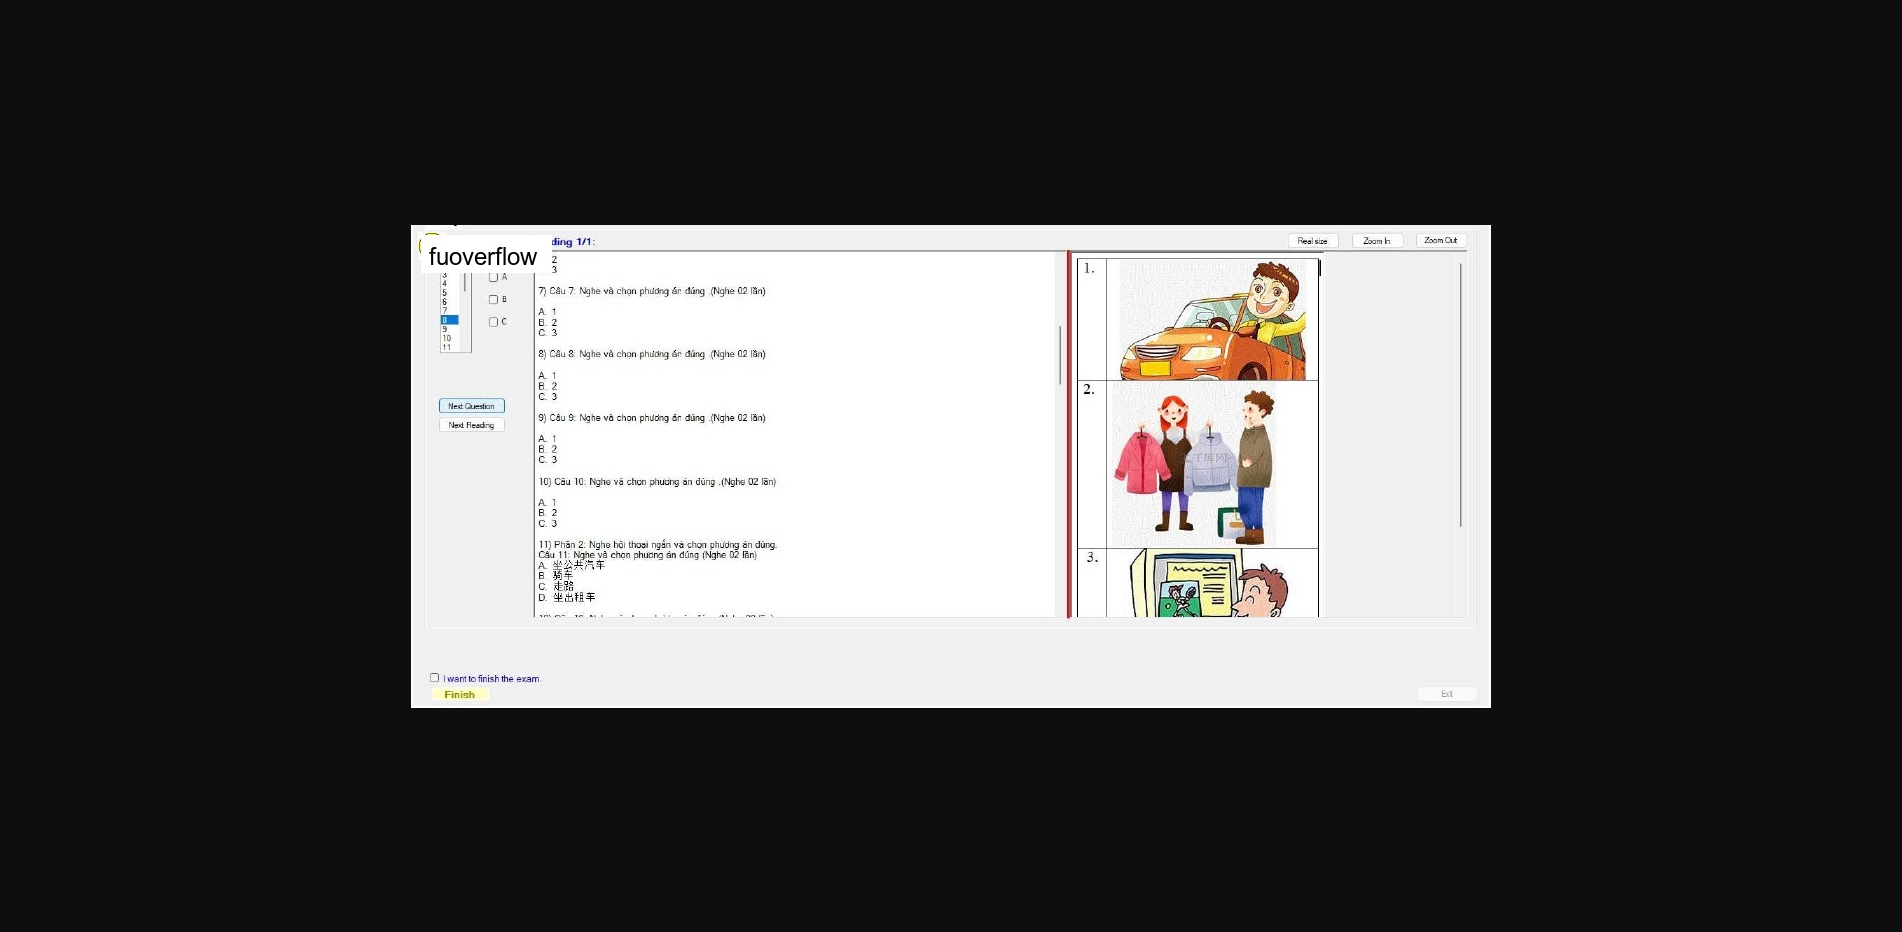 ding 1/1:
Real size
Zoom In
Zoom Out
fuoverflow
3
4
5
6
7
8
9
10
11
A
B
C
Next Question
Next Reading
2
3
7) Câu 7: Nghe và chọn phương án đúng .(Nghe 02 lần)
A. 1
B. 2
C. 3
8) Câu 8: Nghe và chọn phương án đúng .(Nghe 02 lần)
A. 1
B. 2
C. 3
9) Câu 9: Nghe và chọn phương án đúng .(Nghe 02 lần)
A. 1
B. 2
C. 3
10) Câu 10: Nghe và chọn phương án đúng .(Nghe 02 lần)
A. 1
B. 2
C. 3
11) Phần 2: Nghe hội thoại ngắn và chọn phương án đúng.
Câu 11: Nghe và chọn phương án đúng (Nghe 02 lần)
A. 坐公共汽车
B. 骑车
C. 走路
D. 坐出租车
1.
2.
3.
I want to finish the exam.
Finish
Exit